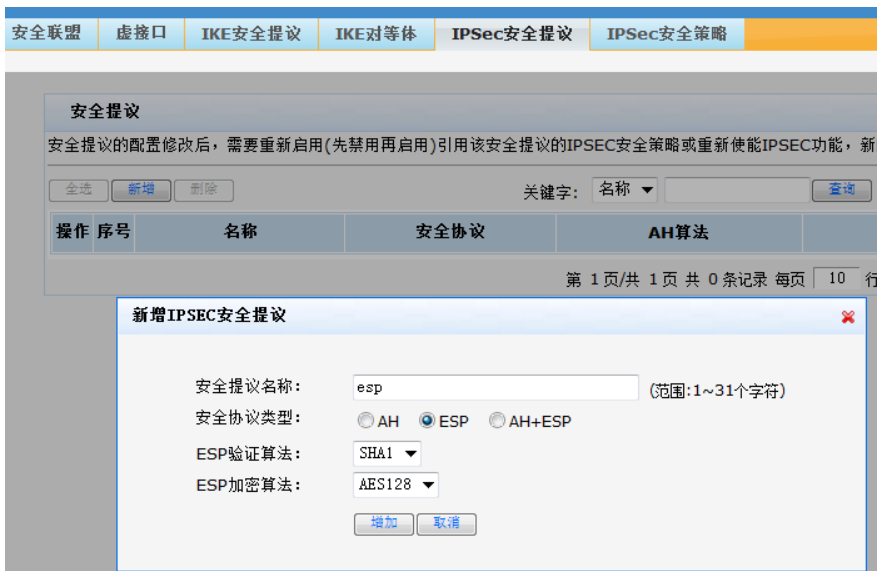 安全联盟 虚接口 IKE安全提议 IKE对等体 IPSec安全提议 IPSec安全策略
安全提议
安全提议的配置修改后，需要重新启用(先禁用再启用)引用该安全提议的IPSEC安全策略或重新使能IPSEC功能，新
全选 新增 删除 关键字: 名称 查询
操作 序号 名称 安全协议 AH算法
第 1页/共 1页 共 0条记录 每页 10 行
新增IPSEC安全提议
安全提议名称: esp (范围:1~31个字符)
安全协议类型: AH ESP AH+ESP
ESP验证算法: SHA1
ESP加密算法: AES128
增加 取消